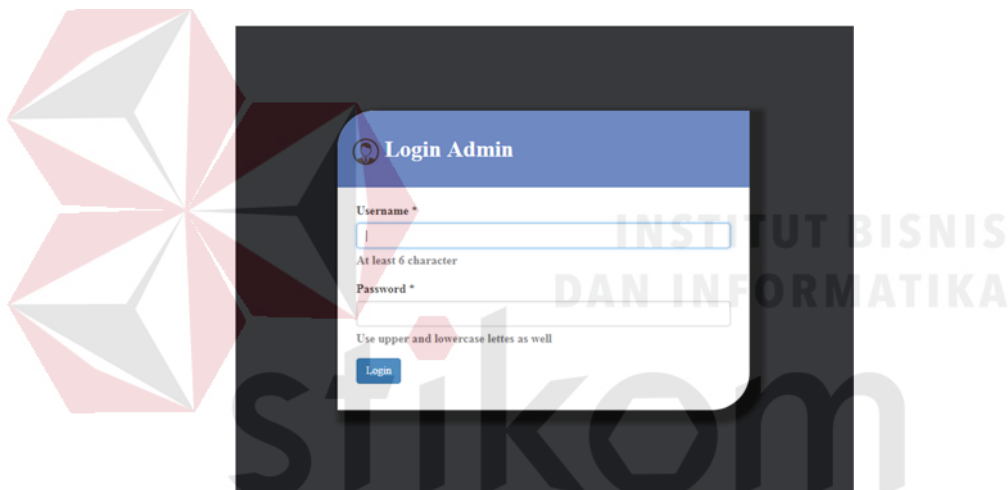 Login Admin
Username *
At least 6 character
Password *
Use upper and lowercase lettes as well
Login
INSTITUT BISNIS
DAN INFORMATIKA
stikom